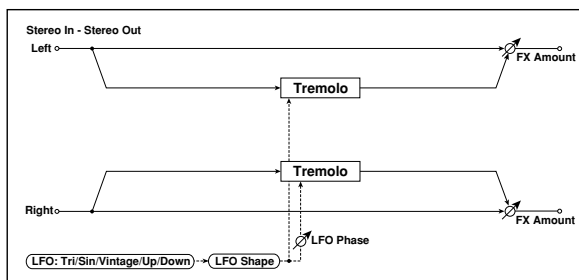 Stereo In - Stereo Out
Left
FX Amount
Tremolo
Tremolo
Right
FX Amount
LFO Phase
LFO: Tri/Sin/Vintage/Up/Down
LFO Shape